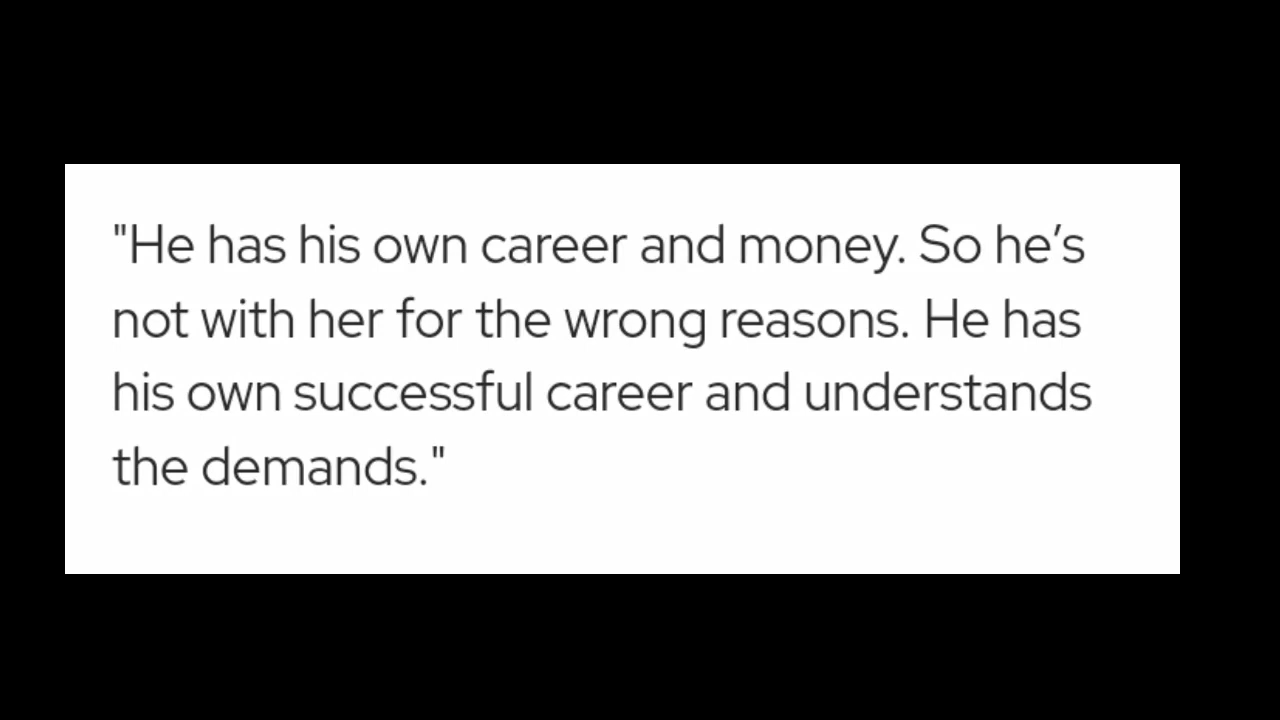 "He has his own career and money. So he’s
not with her for the wrong reasons. He has
his own successful career and understands
the demands."